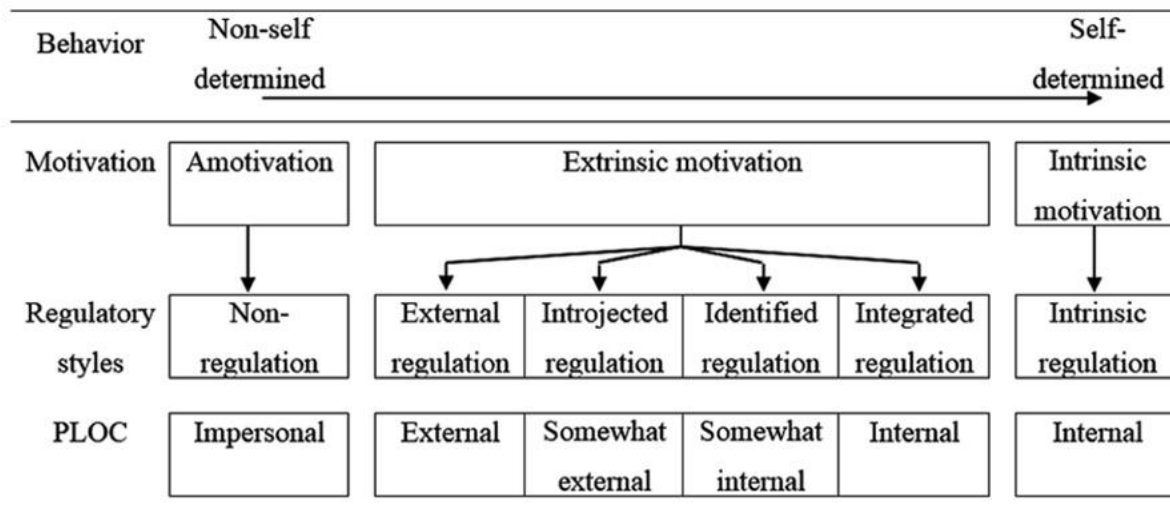 Behavior
Non-self
determined
Self-
determined
Motivation
Amotivation
Extrinsic motivation
Intrinsic
motivation
Regulatory
styles
Non-
regulation
External
regulation
Introjected
regulation
Identified
regulation
Integrated
regulation
Intrinsic
regulation
PLOC
Impersonal
External
Somewhat
external
Somewhat
internal
Internal
Internal